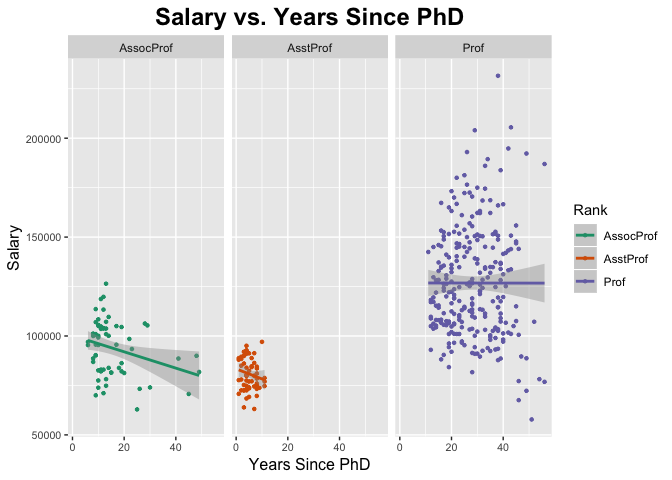 Salary vs. Years Since PhD
AssocProf AsstProf Prof
200000
150000
100000
50000
0 20 40 0 20 40 0 20 40
Years Since PhD
Salary
Rank
AssocProf
AsstProf
Prof